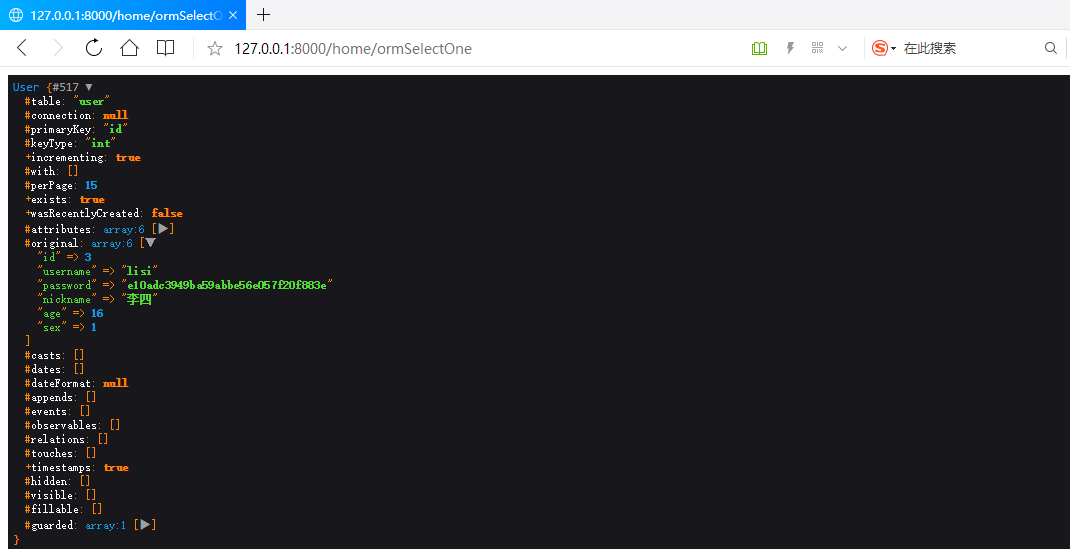 127.0.0.1:8000/home/ormSelectO
127.0.0.1:8000/home/ormSelectOne
在此搜索
User {#517 ▼
#table: "user"
#connection: null
#primaryKey: "id"
#keyType: "int"
+incrementing: true
#with: []
#perPage: 15
+exists: true
+wasRecentlyCreated: false
#attributes: array:6 [▶]
#original: array:6 [▼
"id" => 3
"username" => "lisi"
"password" => "e10adc3949ba59abbe56e057f20f883e"
"nickname" => "李四"
"age" => 16
"sex" => 1
]
#casts: []
#dates: []
#dateFormat: null
#appends: []
#events: []
#observables: []
#relations: []
#touches: []
+timestamps: true
#hidden: []
#visible: []
#fillable: []
#guarded: array:1 [▶]
}